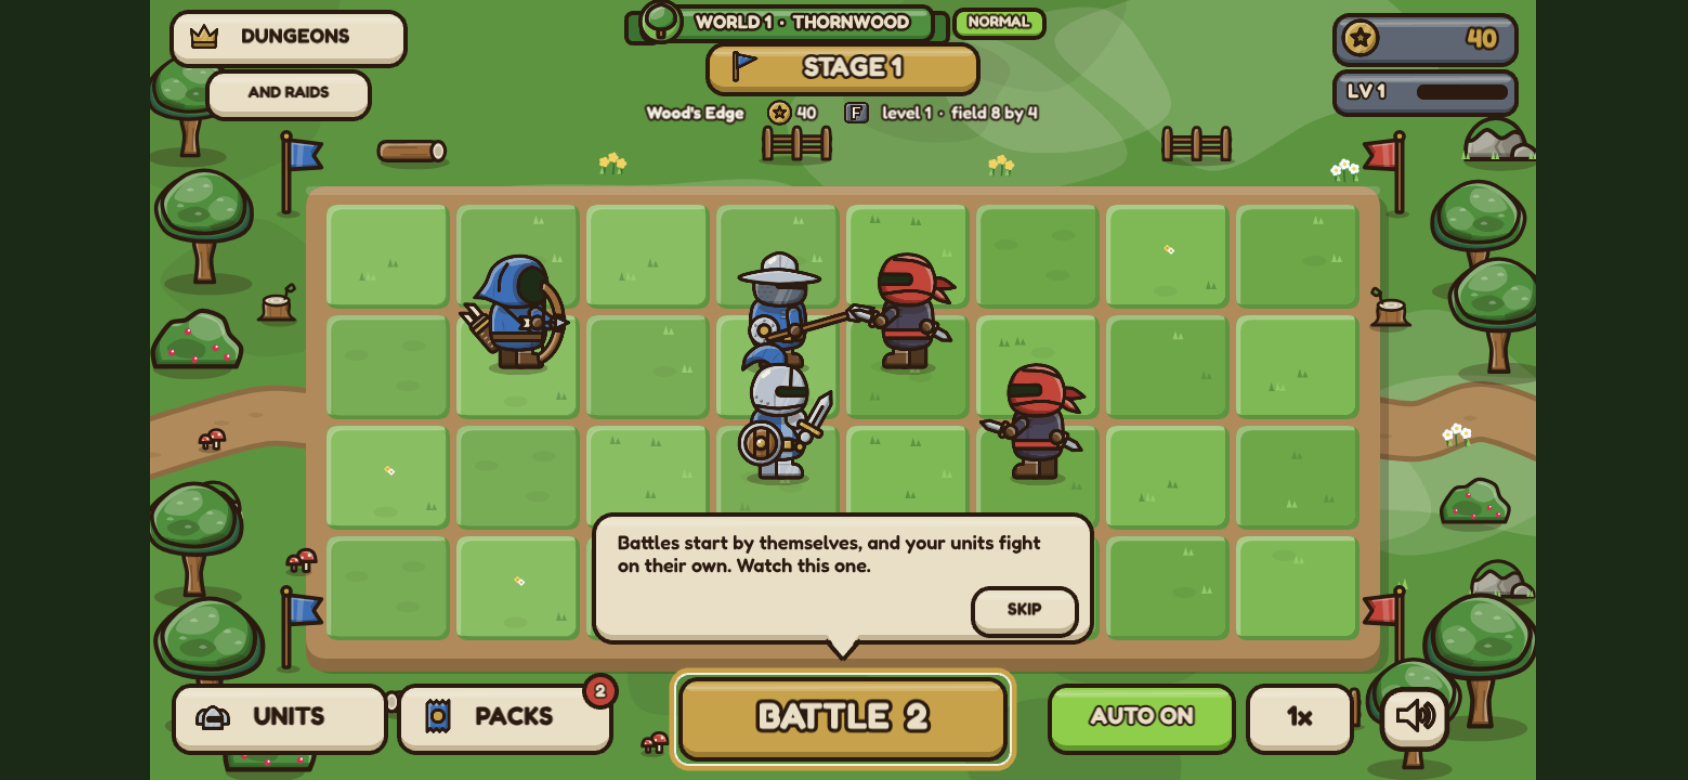 DUNGEONS
AND RAIDS
WORLD 1 • THORNWOOD
NORMAL
STAGE 1
Wood's Edge 40 F level 1 • field 8 by 4
40
LV 1
Battles start by themselves, and your units fight
on their own. Watch this one.
SKIP
UNITS
PACKS
2
BATTLE 2
AUTO ON
1x